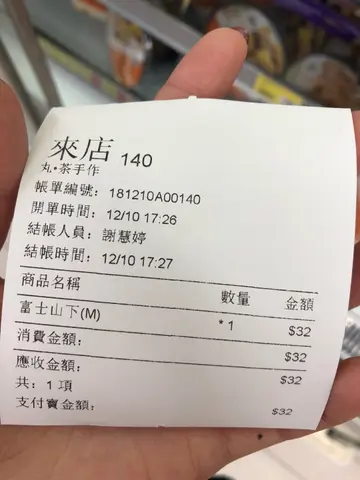 來店 140
丸•茶手作
帳單編號: 181210A00140
開單時間: 12/10 17:26
結帳人員: 謝慧婷
結帳時間: 12/10 17:27
商品名稱 數量 金額
富士山下(M) *1 $32
消費金額: $32
應收金額: $32
共: 1 項
支付寶金額: $32